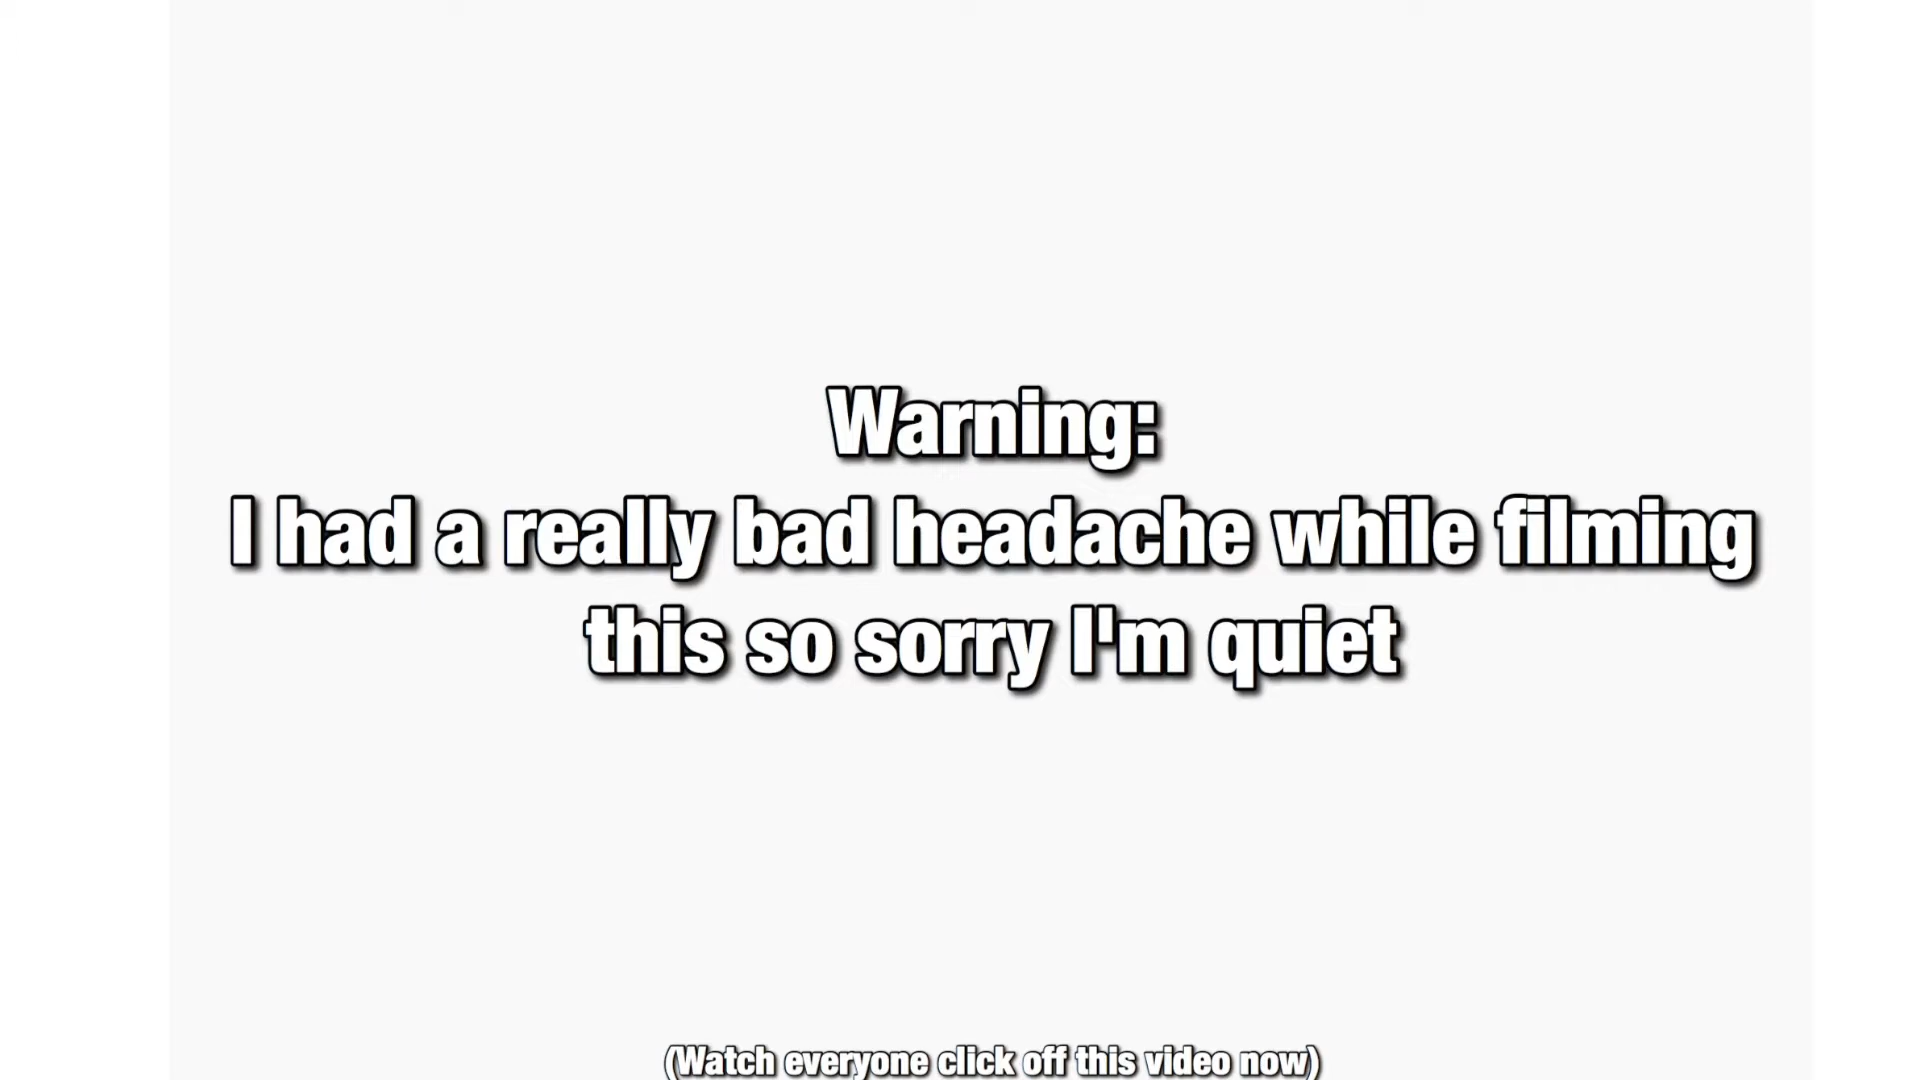 Warning:
I had a really bad headache while filming
this so sorry I'm quiet
(Watch everyone click off this video now)